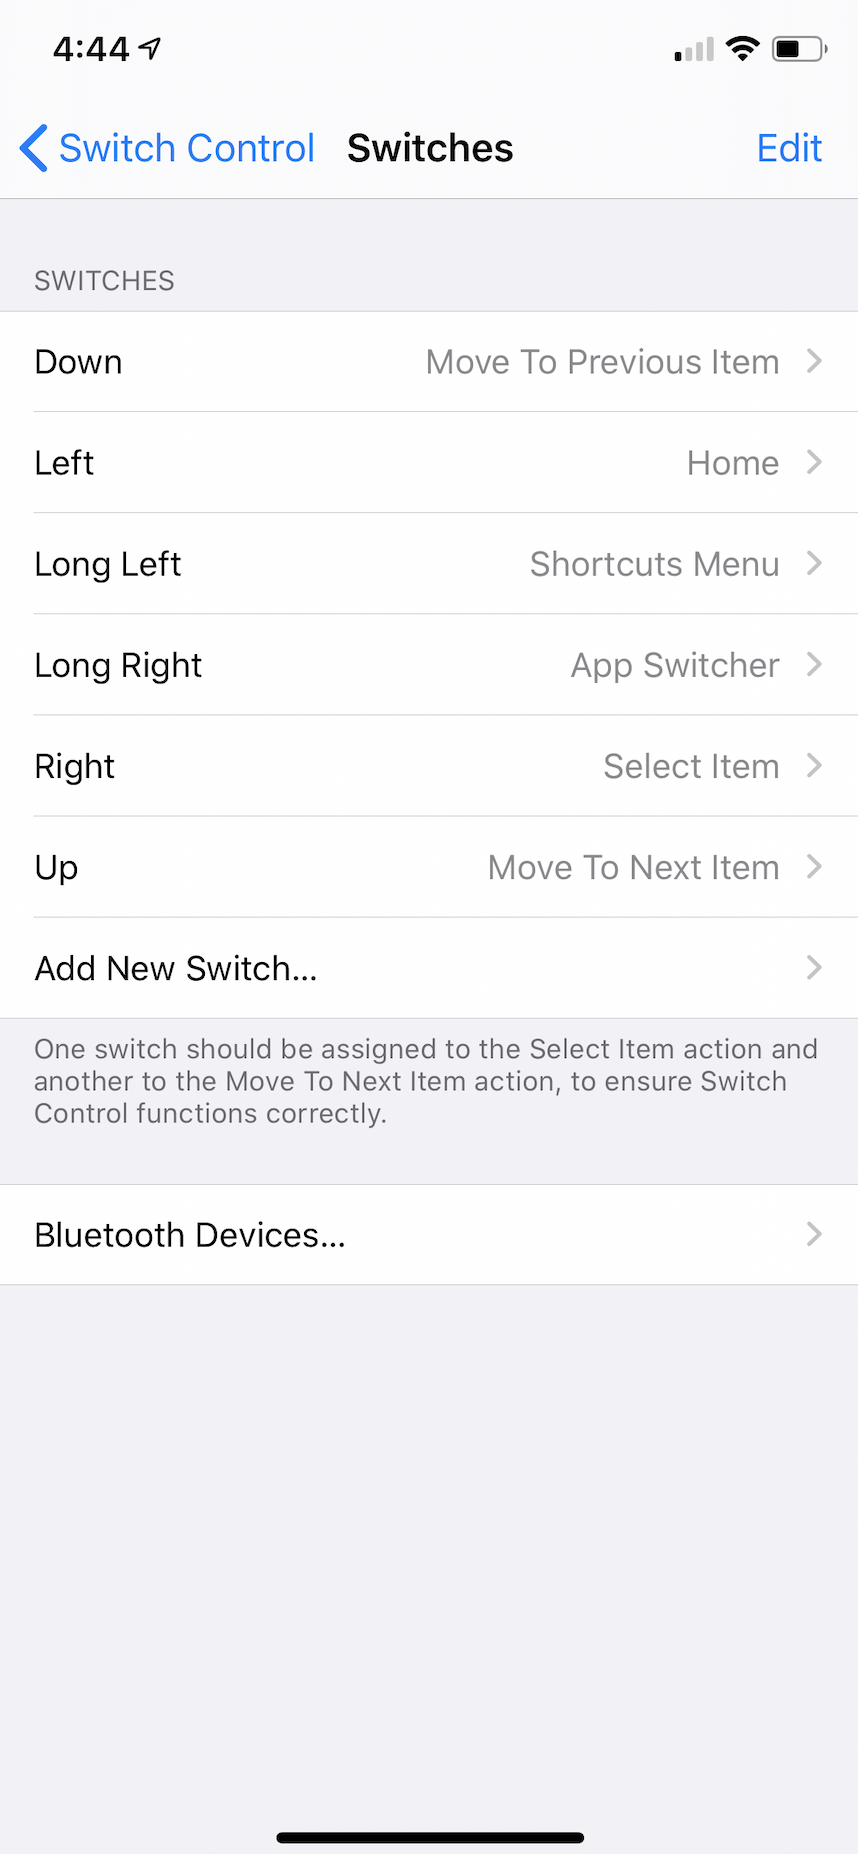 4:44
Switch Control Switches Edit
SWITCHES
Down Move To Previous Item
Left Home
Long Left Shortcuts Menu
Long Right App Switcher
Right Select Item
Up Move To Next Item
Add New Switch...
One switch should be assigned to the Select Item action and
another to the Move To Next Item action, to ensure Switch
Control functions correctly.
Bluetooth Devices...